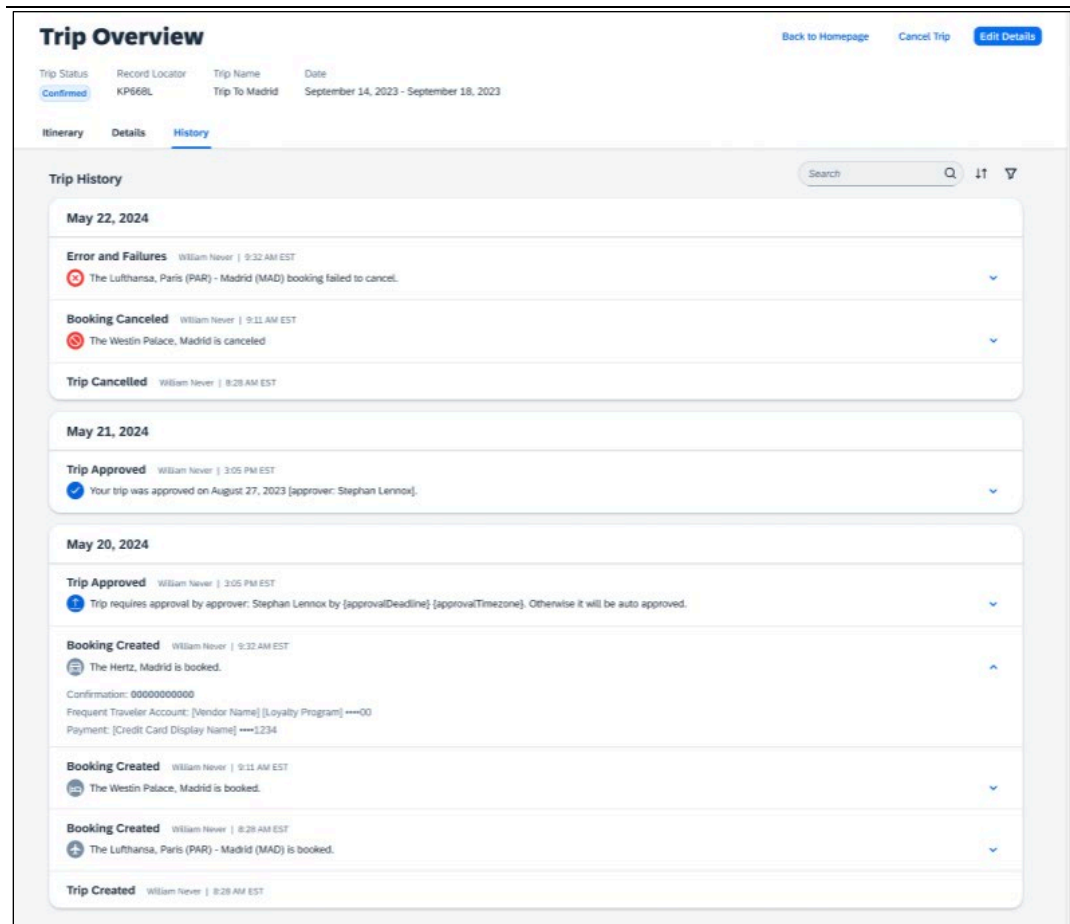 Trip Overview
Back to Homepage Cancel Trip Edit Details
Trip Status Record Locator Trip Name Date
Confirmed KP668L Trip To Madrid September 14, 2023 - September 18, 2023
Itinerary Details History
Trip History
Search
May 22, 2024
Error and Failures William Never | 9:32 AM EST
The Lufthansa, Paris (PAR) - Madrid (MAD) booking failed to cancel.
Booking Canceled William Never | 9:11 AM EST
The Westin Palace, Madrid is canceled
Trip Cancelled William Never | 8:28 AM EST
May 21, 2024
Trip Approved William Never | 3:05 PM EST
Your trip was approved on August 27, 2023 [approver: Stephan Lennox].
May 20, 2024
Trip Approved William Never | 3:05 PM EST
Trip requires approval by approver: Stephan Lennox by {approvalDeadline} {approvalTimezone}. Otherwise it will be auto approved.
Booking Created William Never | 9:32 AM EST
The Hertz, Madrid is booked.
Confirmation: 00000000000
Frequent Traveler Account: [Vendor Name] [Loyalty Program] ••••00
Payment: [Credit Card Display Name] ••••1234
Booking Created William Never | 9:11 AM EST
The Westin Palace, Madrid is booked.
Booking Created William Never | 8:28 AM EST
The Lufthansa, Paris (PAR) - Madrid (MAD) is booked.
Trip Created William Never | 8:28 AM EST